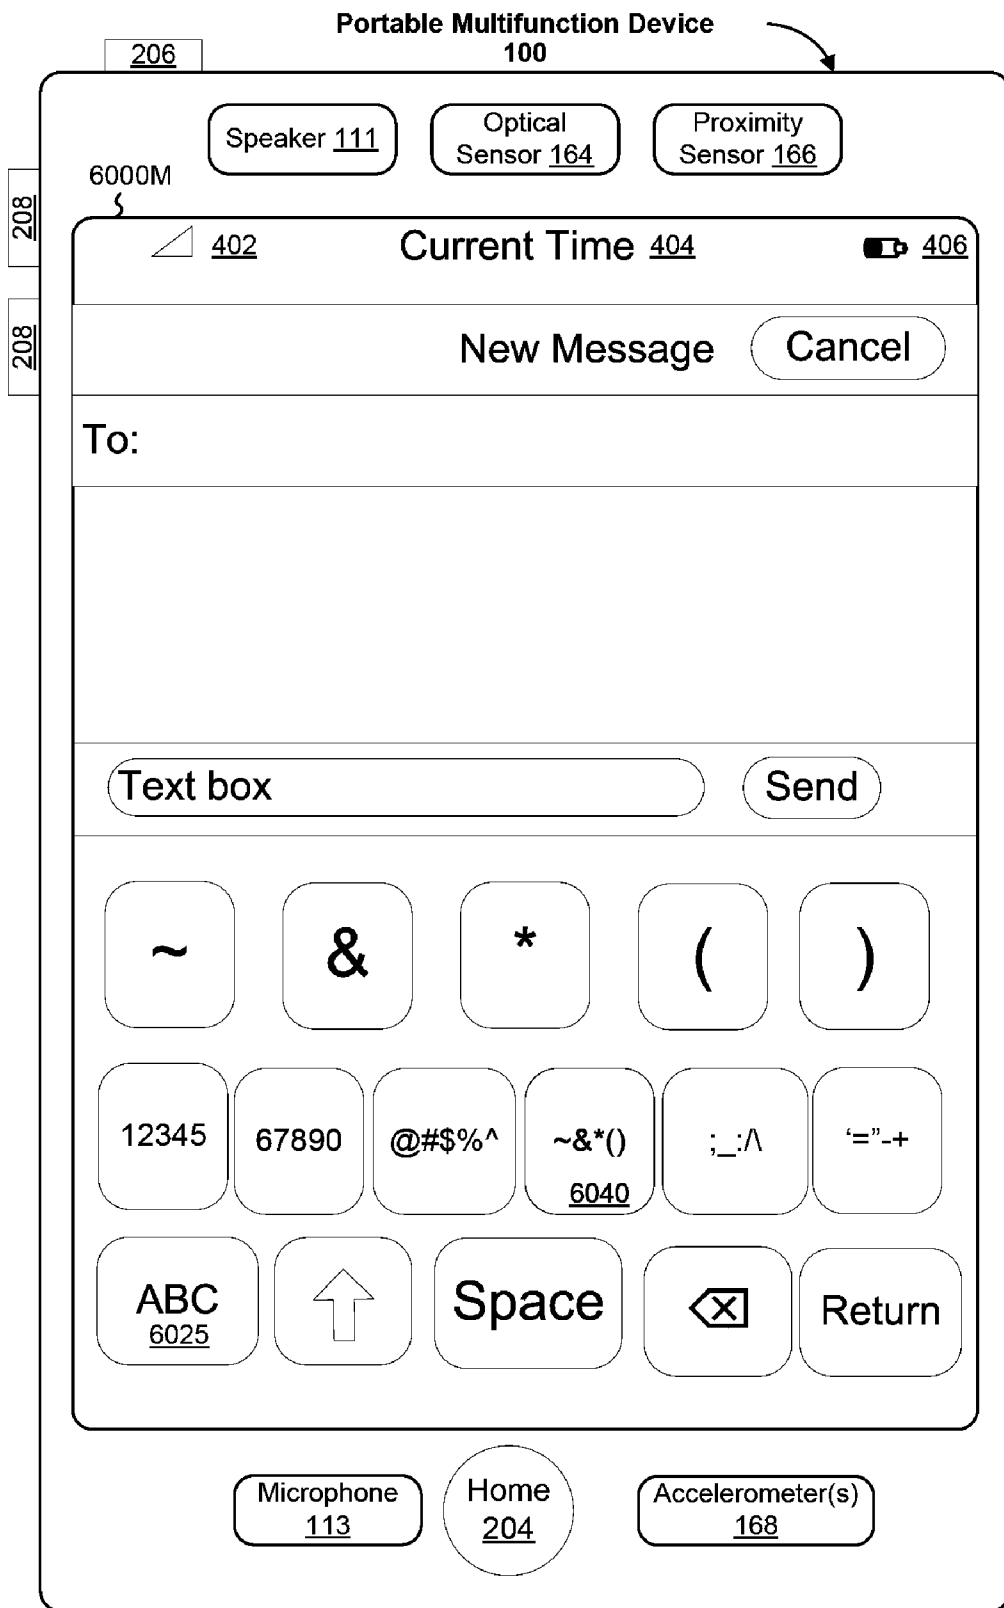 Portable Multifunction Device
100
206
Speaker 111
Optical
Sensor 164
Proximity
Sensor 166
6000M
208
208
402
Current Time 404
406
New Message
Cancel
To:
Text box
Send
~
&
*
(
)
12345
67890
@#$%^
~&*()
6040
;_:/\
‘=”-+
ABC
6025
Space
Return
Microphone
113
Home
204
Accelerometer(s)
168